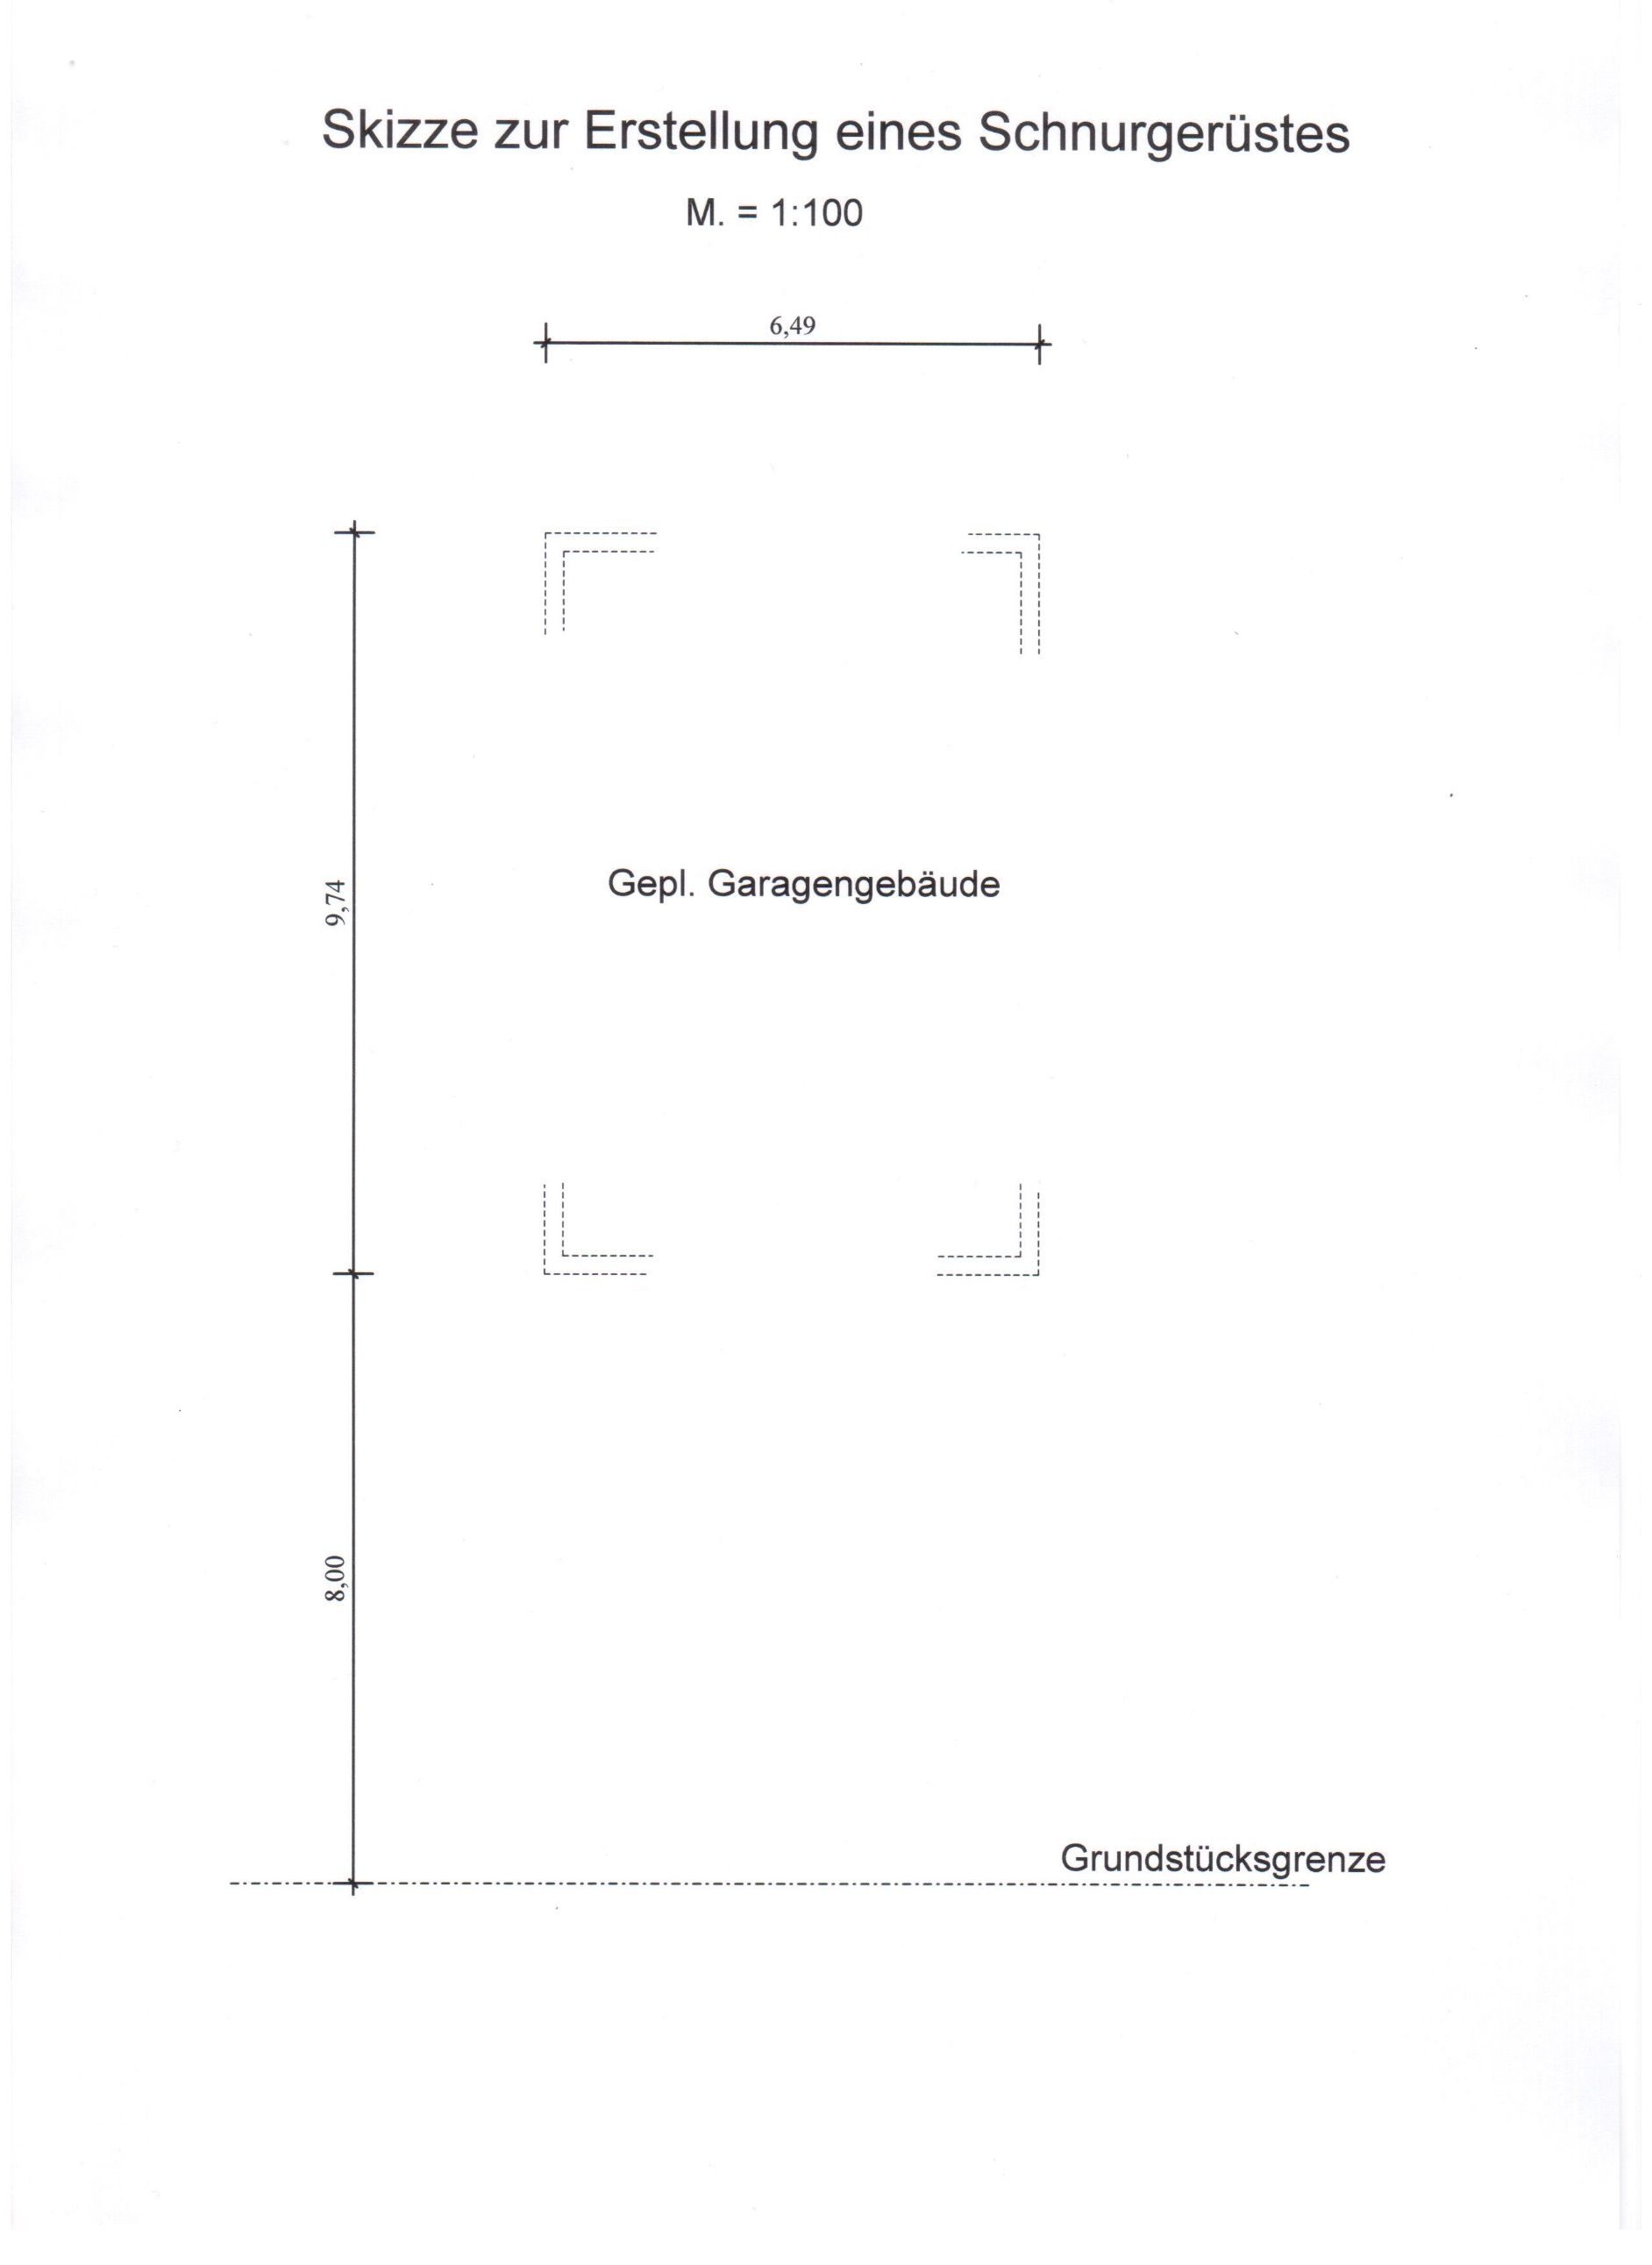 Skizze zur Erstellung eines Schnurgerüstes
M. = 1:100
6,49
9,74
Gepl. Garagengebäude
8,00
Grundstücksgrenze